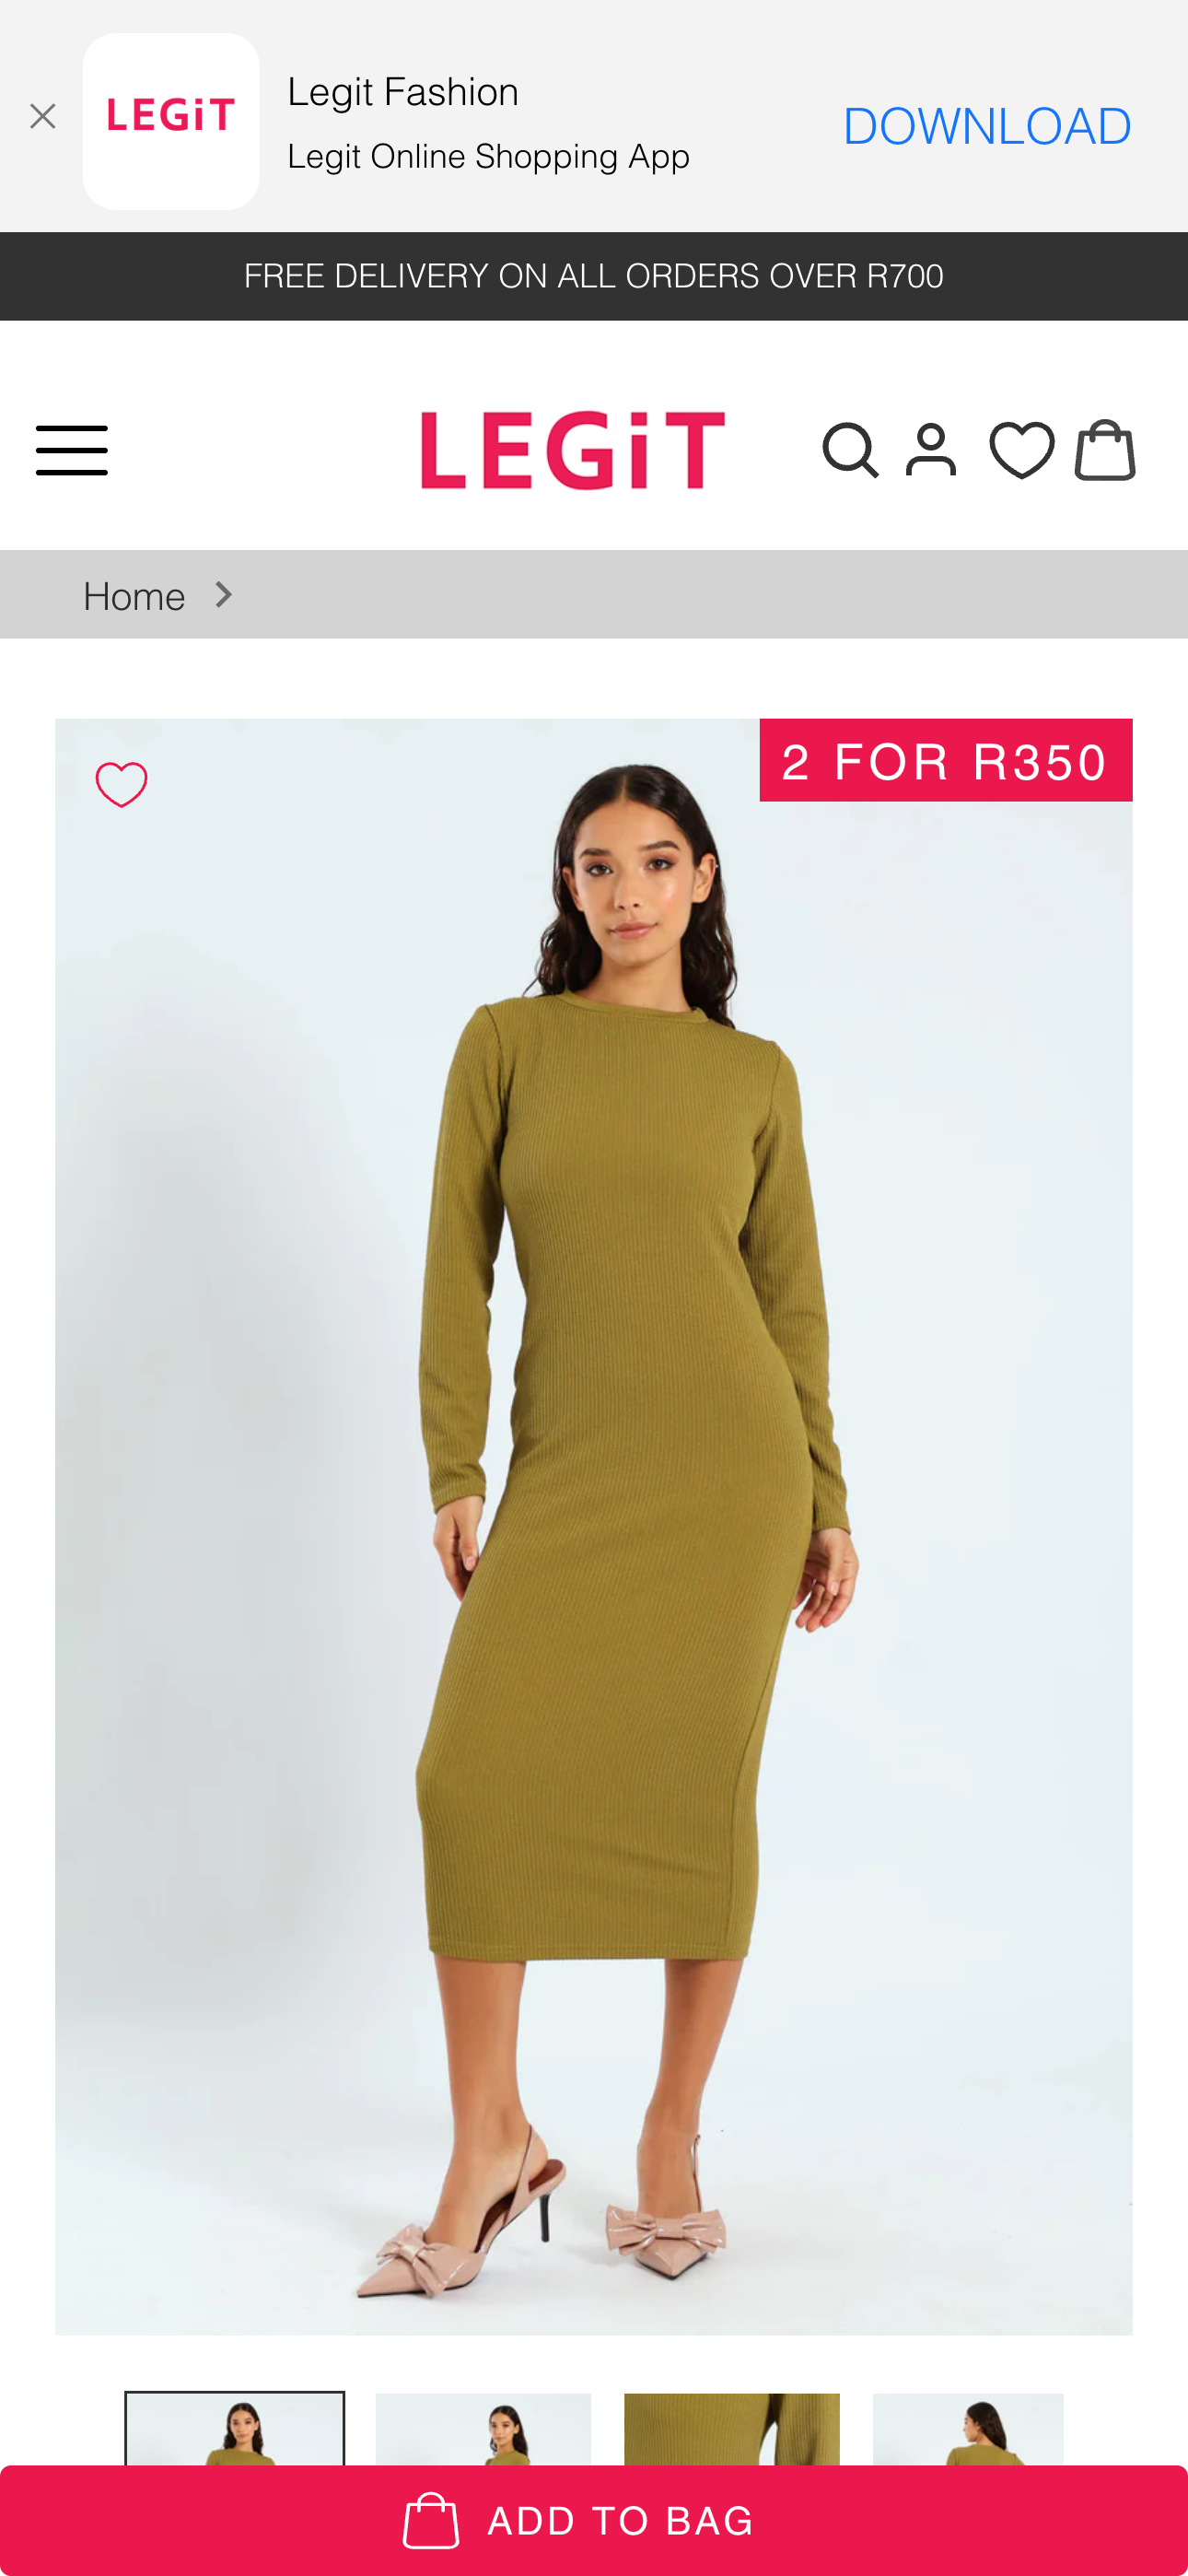 LEGiT
Legit Fashion
Legit Online Shopping App
DOWNLOAD
FREE DELIVERY ON ALL ORDERS OVER R700
LEGiT
Home
2 FOR R350
ADD TO BAG